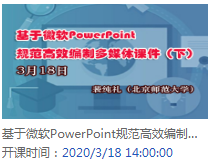 基于微软PowerPoint
规范高效编制多媒体课件（下）
3月18日
裴纯礼（北京师范大学）
基于微软PowerPoint规范高效编制...
开课时间：2020/3/18 14:00:00